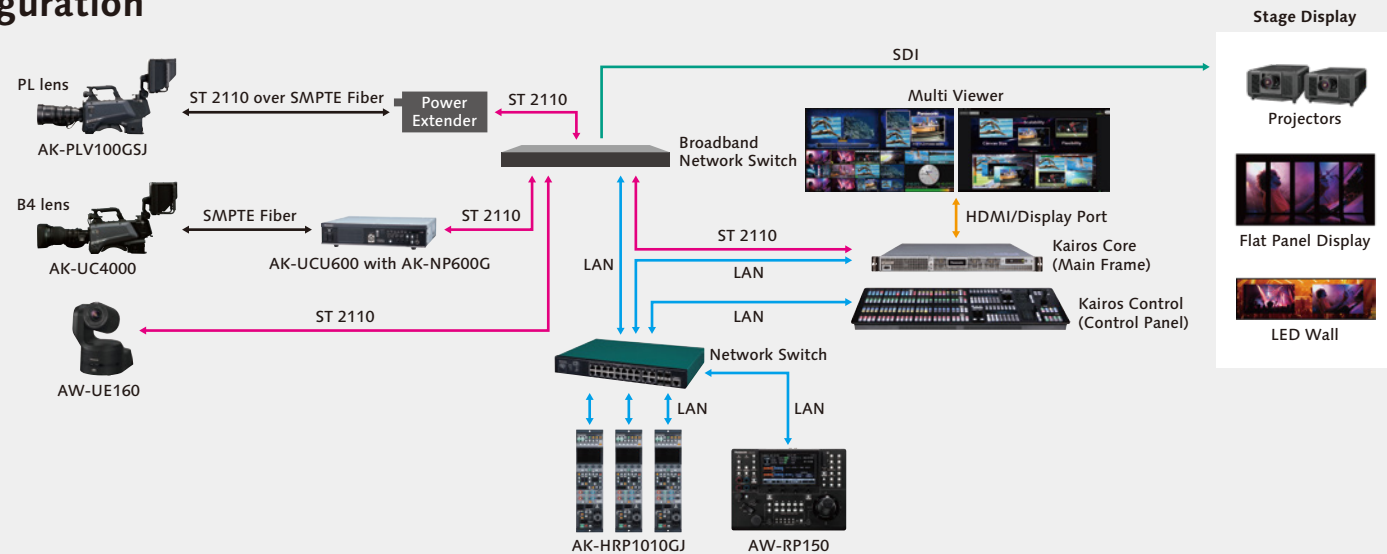 guration
Stage Display
SDI
PL lens
ST 2110 over SMPTE Fiber
Power
Extender
ST 2110
Multi Viewer
Projectors
AK-PLV100GSJ
Broadband
Network Switch
B4 lens
SMPTE Fiber
ST 2110
HDMI/Display Port
Flat Panel Display
ST 2110
AK-UC4000
AK-UCU600 with AK-NP600G
LAN
LAN
Kairos Core
(Main Frame)
ST 2110
LAN
Kairos Control
(Control Panel)
LED Wall
Network Switch
AW-UE160
LAN
LAN
AK-HRP1010GJ
AW-RP150